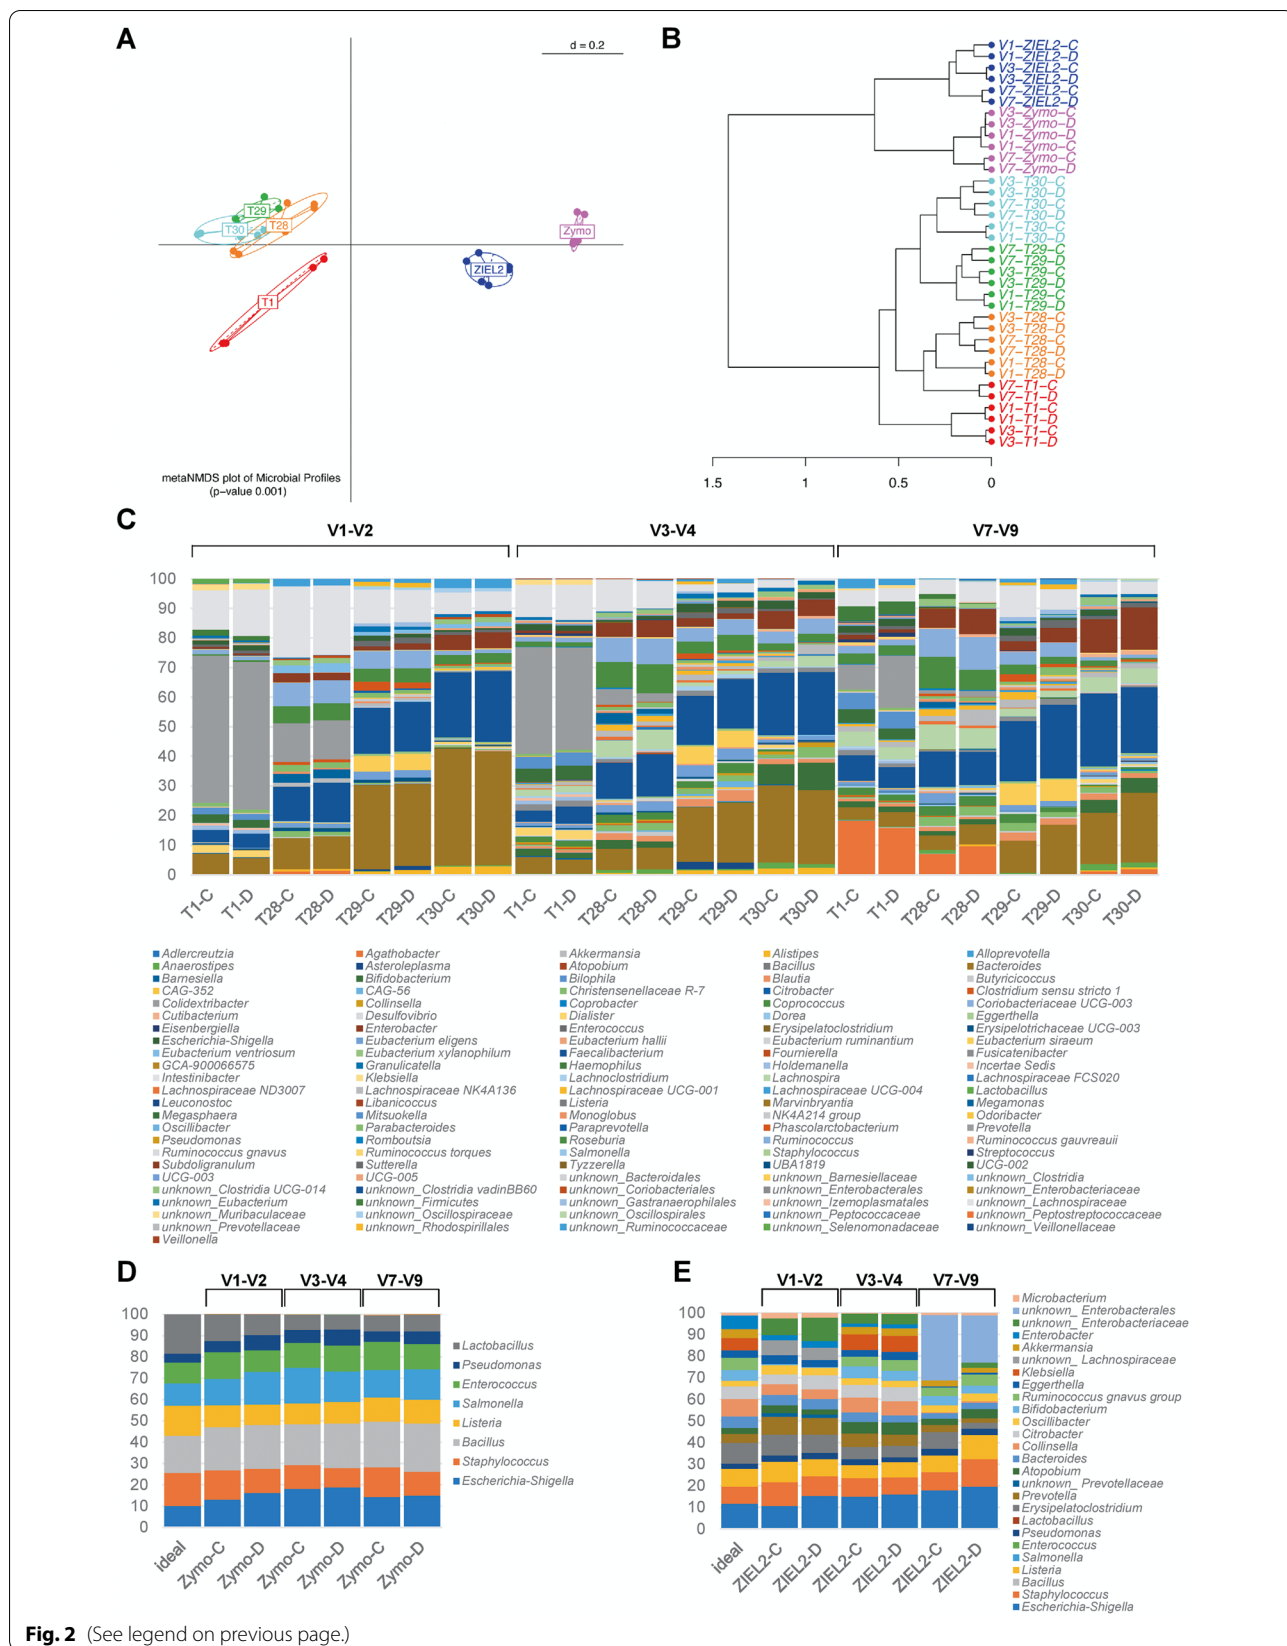 A
d = 0.2
T29
T30
T28
T1
ZIEL2
Zymo
metaNMDS plot of Microbial Profiles
(p−value 0.001)
B
V1−ZIEL2−C
V1−ZIEL2−D
V3−ZIEL2−C
V3−ZIEL2−D
V7−ZIEL2−C
V7−ZIEL2−D
V3−Zymo−C
V3−Zymo−D
V1−Zymo−D
V1−Zymo−C
V7−Zymo−C
V7−Zymo−D
V3−T30−C
V3−T30−D
V7−T30−C
V7−T30−D
V1−T30−C
V1−T30−D
V7−T29−C
V7−T29−D
V3−T29−C
V3−T29−D
V1−T29−C
V1−T29−D
V3−T28−C
V3−T28−D
V7−T28−C
V7−T28−D
V1−T28−C
V1−T28−D
V7−T1−C
V7−T1−D
V1−T1−C
V1−T1−D
V3−T1−C
V3−T1−D
1.5 1 0.5 0
C
V1-V2 V3-V4 V7-V9
100
90
80
70
60
50
40
30
20
10
0
T1-C T1-D T28-C T28-D T29-C T29-D T30-C T30-D T1-C T1-D T28-C T28-D T29-C T29-D T30-C T30-D T1-C T1-D T28-C T28-D T29-C T29-D T30-C T30-D
Adlercreutzia Agathobacter Akkermansia Alistipes Alloprevotella
Anaerostipes Asteroleplasma Atopobium Bacillus Bacteroides
Barnesiella Bifidobacterium Bilophila Blautia Butyricicoccus
CAG-352 CAG-56 Christensenellaceae R-7 Citrobacter Clostridium sensu stricto 1
Colidextribacter Collinsella Coprobacter Coprococcus Coriobacteriaceae UCG-003
Cutibacterium Desulfovibrio Dialister Dorea Eggerthella
Eisenbergiella Enterobacter Enterococcus Erysipelatoclostridium Erysipelotrichaceae UCG-003
Escherichia-Shigella Eubacterium eligens Eubacterium hallii Eubacterium ruminantium Eubacterium siraeum
Eubacterium ventriosum Eubacterium xylanophilum Faecalibacterium Fournierella Fusicatenibacter
GCA-900066575 Granulicatella Haemophilus Holdemanella Incertae Sedis
Intestinibacter Klebsiella Lachnoclostridium Lachnospira Lachnospiraceae FCS020
Lachnospiraceae ND3007 Lachnospiraceae NK4A136 Lachnospiraceae UCG-001 Lachnospiraceae UCG-004 Lactobacillus
Leuconostoc Libanicoccus Listeria Marvinbryantia Megamonas
Megasphaera Mitsuokella Monoglobus NK4A214 group Odoribacter
Oscillibacter Parabacteroides Paraprevotella Phascolarctobacterium Prevotella
Pseudomonas Romboutsia Roseburia Ruminococcus Ruminococcus gauvreauii
Ruminococcus gnavus Ruminococcus torques Salmonella Staphylococcus Streptococcus
Subdoligranulum Sutterella Tyzzerella UBA1819 UCG-002
UCG-003 UCG-005 unknown_Bacteroidales unknown_Barnesiellaceae unknown_Clostridia
unknown_Clostridia UCG-014 unknown_Clostridia vadinBB60 unknown_Coriobacteriales unknown_Enterobacterales unknown_Enterobacteriaceae
unknown_Eubacterium unknown_Firmicutes unknown_Gastranaerophilales unknown_Izemoplasmatales unknown_Lachnospiraceae
unknown_Muribaculaceae unknown_Oscillospiraceae unknown_Oscillospirales unknown_Peptococcaceae unknown_Peptostreptococcaceae
unknown_Prevotellaceae unknown_Rhodospirillales unknown_Ruminococcaceae unknown_Selenomonadaceae unknown_Veillonellaceae
Veillonella
D
V1-V2 V3-V4 V7-V9
100
90
80
70
60
50
40
30
20
10
0
ideal Zymo-C Zymo-D Zymo-C Zymo-D Zymo-C Zymo-D
Lactobacillus
Pseudomonas
Enterococcus
Salmonella
Listeria
Bacillus
Staphylococcus
Escherichia-Shigella
E
V1-V2 V3-V4 V7-V9
100
90
80
70
60
50
40
30
20
10
0
ideal ZIEL2-C ZIEL2-D ZIEL2-C ZIEL2-D ZIEL2-C ZIEL2-D
Microbacterium
unknown_ Enterobacterales
unknown_ Enterobacteriaceae
Enterobacter
Akkermansia
unknown_ Lachnospiraceae
Klebsiella
Eggerthella
Ruminococcus gnavus group
Bifidobacterium
Oscillibacter
Citrobacter
Collinsella
Bacteroides
Atopobium
unknown_ Prevotellaceae
Prevotella
Erysipelatoclostridium
Lactobacillus
Pseudomonas
Enterococcus
Salmonella
Listeria
Bacillus
Staphylococcus
Escherichia-Shigella
Fig. 2 (See legend on previous page.)